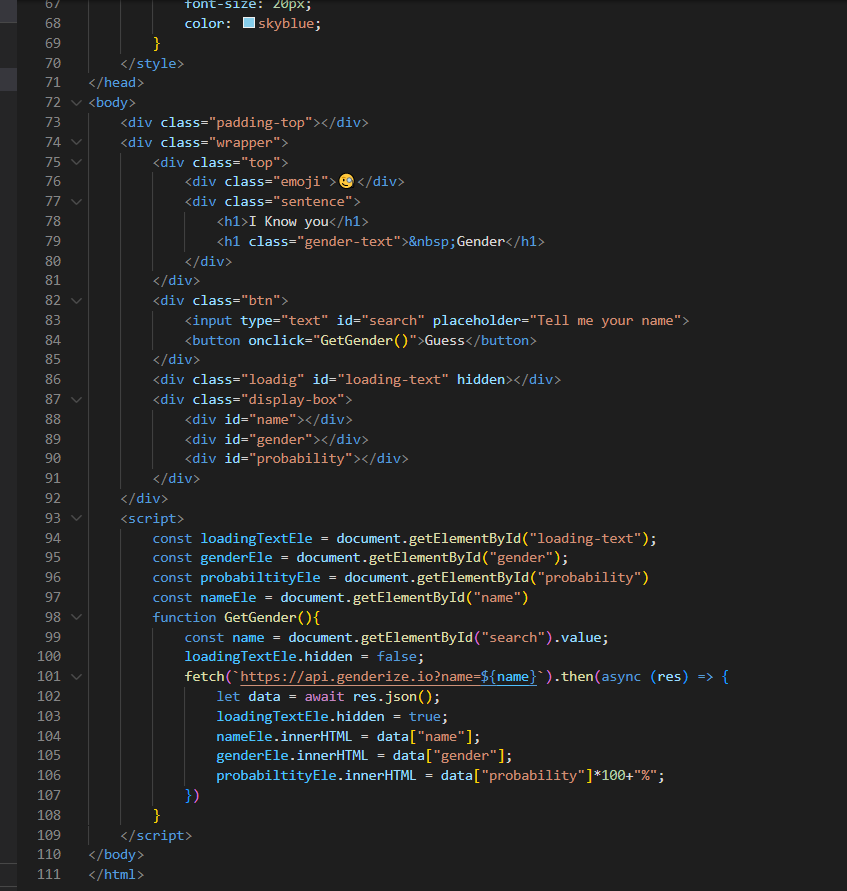 67 font-size: 20px;
68 color: skyblue;
69 }
70 </style>
71 </head>
72 <body>
73 <div class="padding-top"></div>
74 <div class="wrapper">
75 <div class="top">
76 <div class="emoji">🧐</div>
77 <div class="sentence">
78 <h1>I Know you</h1>
79 <h1 class="gender-text">&nbsp;Gender</h1>
80 </div>
81 </div>
82 <div class="btn">
83 <input type="text" id="search" placeholder="Tell me your name">
84 <button onclick="GetGender()">Guess</button>
85 </div>
86 <div class="loadig" id="loading-text" hidden></div>
87 <div class="display-box">
88 <div id="name"></div>
89 <div id="gender"></div>
90 <div id="probability"></div>
91 </div>
92 </div>
93 <script>
94 const loadingTextEle = document.getElementById("loading-text");
95 const genderEle = document.getElementById("gender");
96 const probabiltityEle = document.getElementById("probability")
97 const nameEle = document.getElementById("name")
98 function GetGender(){
99 const name = document.getElementById("search").value;
100 loadingTextEle.hidden = false;
101 fetch(`https://api.genderize.io?name=${name}`).then(async (res) => {
102 let data = await res.json();
103 loadingTextEle.hidden = true;
104 nameEle.innerHTML = data["name"];
105 genderEle.innerHTML = data["gender"];
106 probabiltityEle.innerHTML = data["probability"]*100+"%";
107 })
108 }
109 </script>
110 </body>
111 </html>